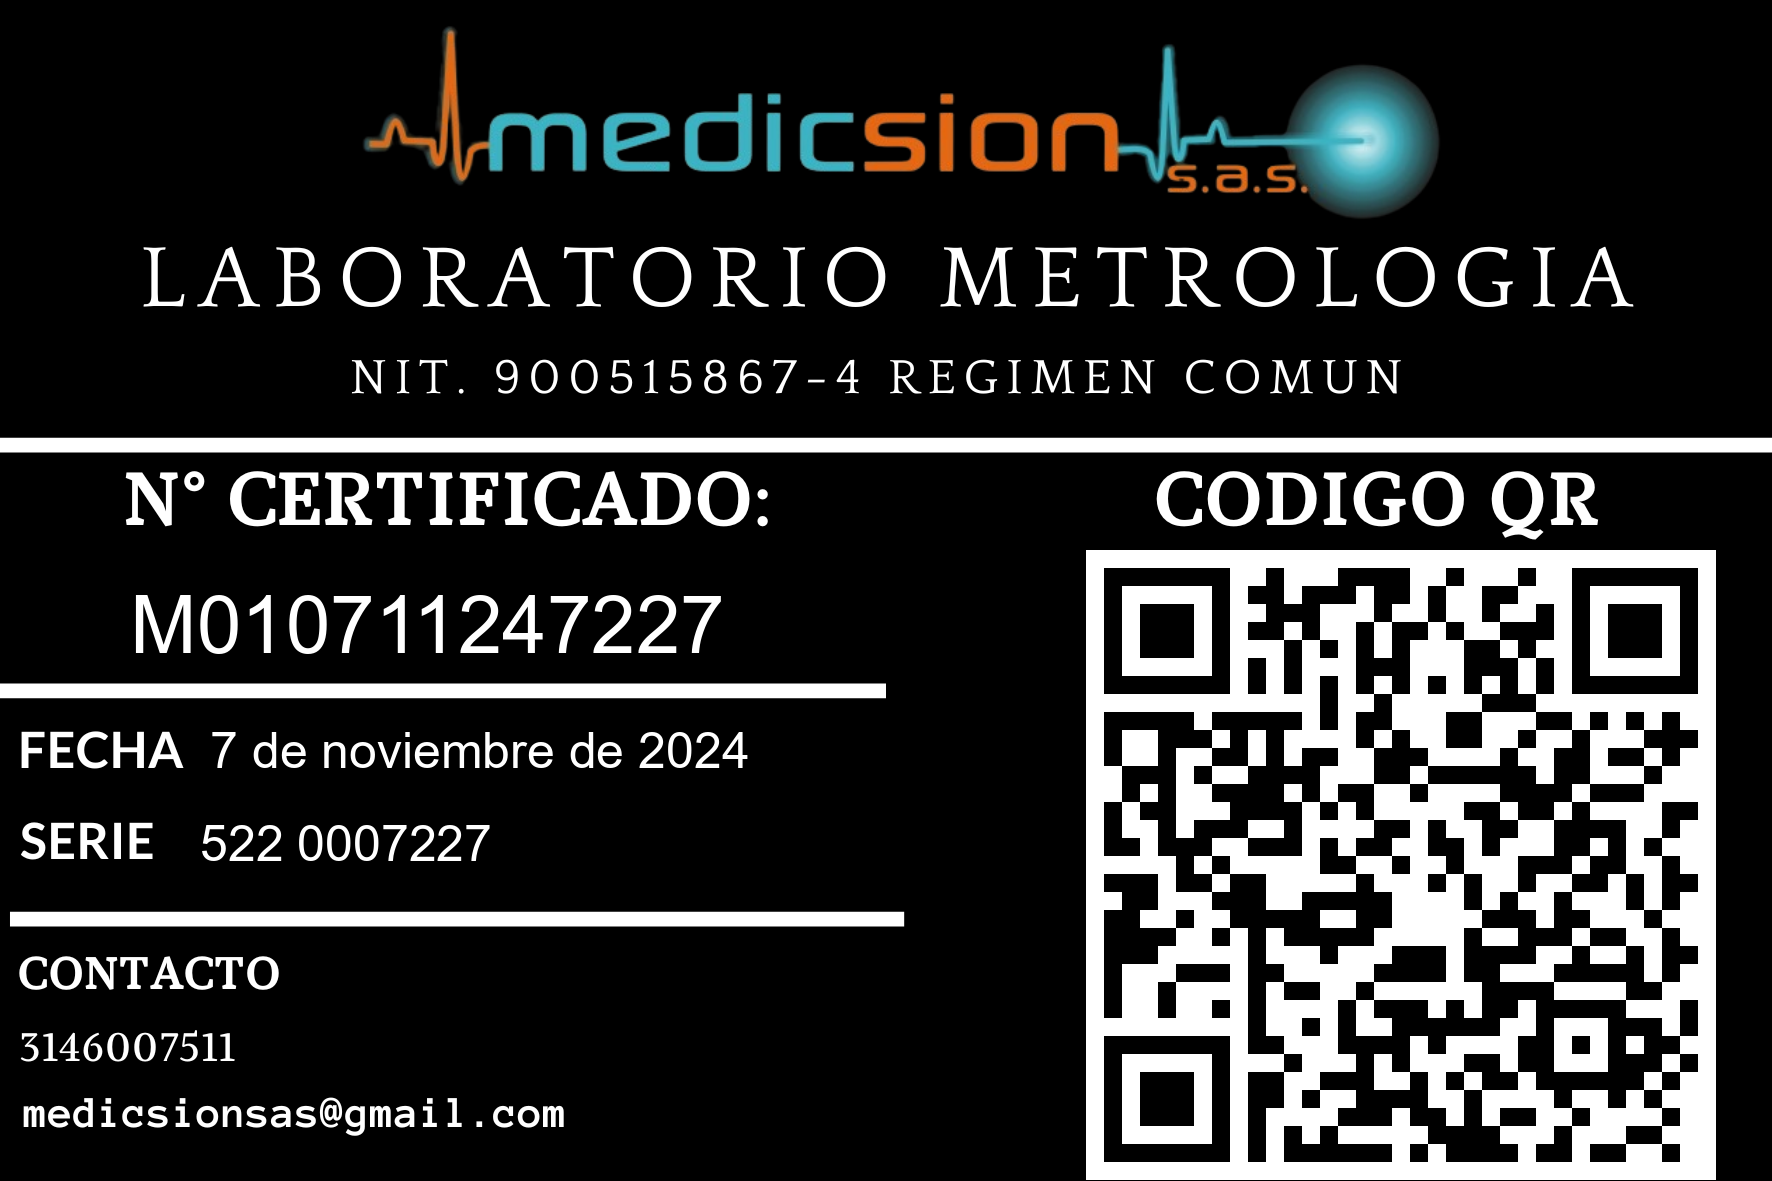 medicsion
s.a.s.
LABORATORIO METROLOGIA
NIT. 900515867-4 REGIMEN COMUN
N° CERTIFICADO:
M010711247227
FECHA 7 de noviembre de 2024
SERIE 522 0007227
CONTACTO
3146007511
medicsionsas@gmail.com
CODIGO QR